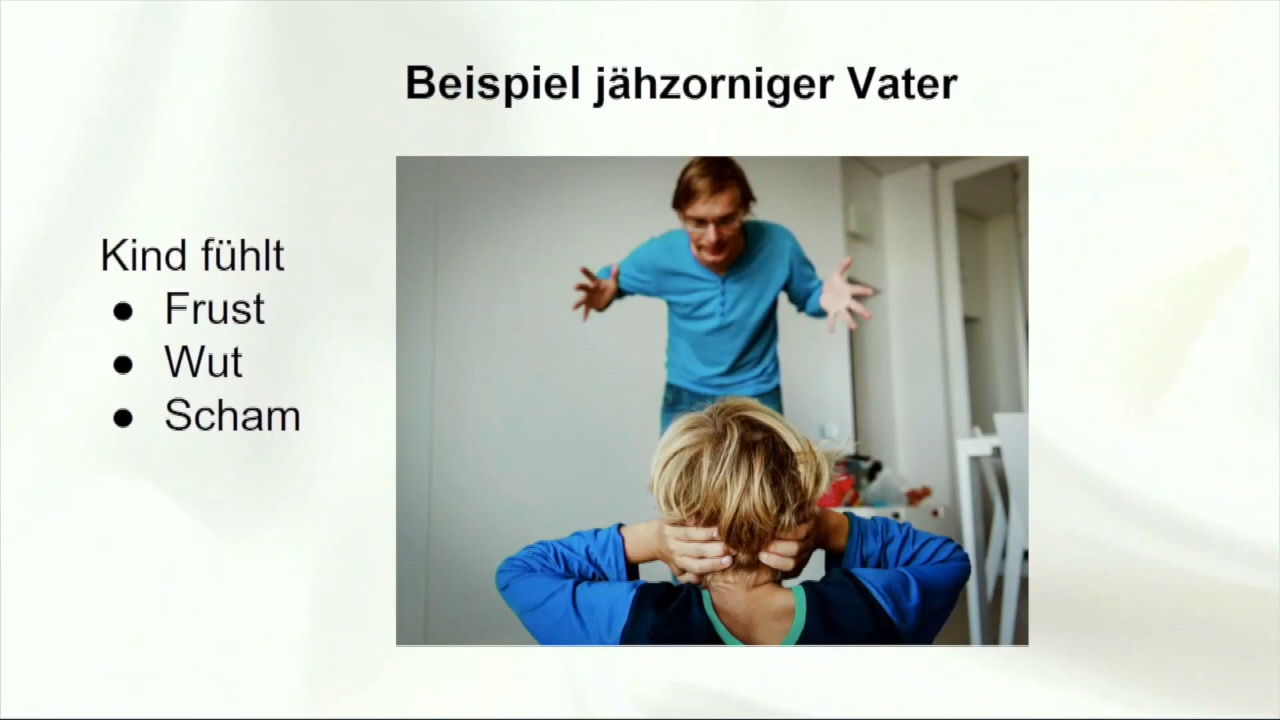 Beispiel jähzorniger Vater
Kind fühlt
● Frust
● Wut
● Scham